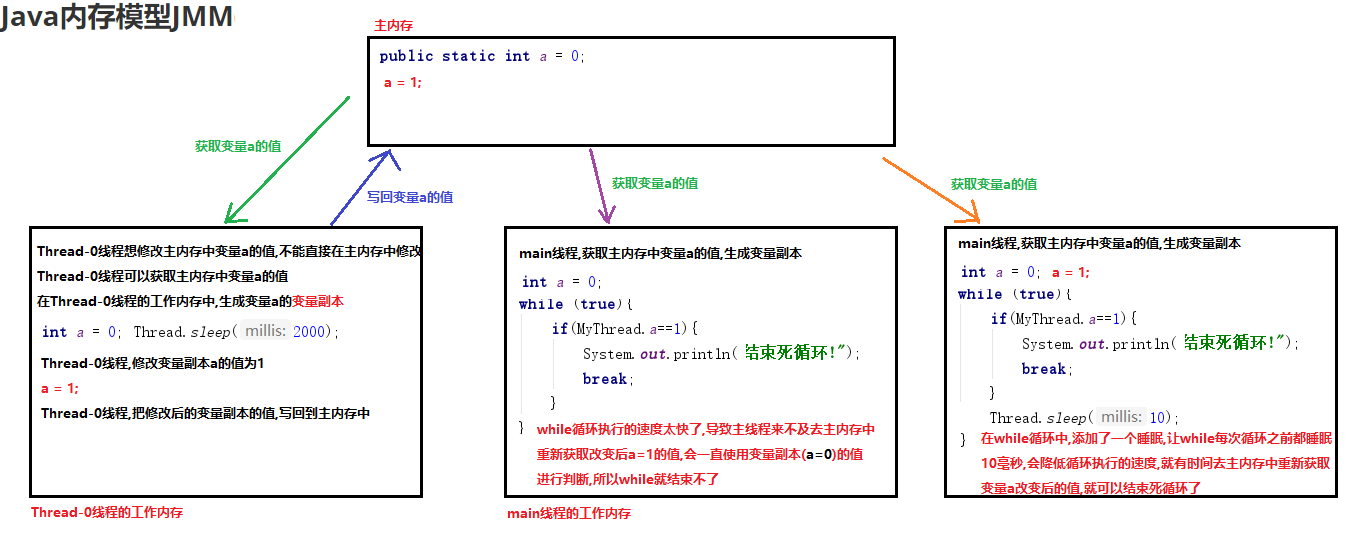 Java内存模型JMM
主内存
public static int a = 0;
a = 1;
获取变量a的值
写回变量a的值
获取变量a的值
获取变量a的值
Thread-0线程想修改主内存中变量a的值,不能直接在主内存中修改
Thread-0线程可以获取主内存中变量a的值
在Thread-0线程的工作内存中,生成变量a的变量副本
int a = 0; Thread.sleep( millis: 2000);
Thread-0线程,修改变量副本a的值为1
a = 1;
Thread-0线程,把修改后的变量副本的值,写回到主内存中
Thread-0线程的工作内存
main线程,获取主内存中变量a的值,生成变量副本
int a = 0;
while (true){
if(MyThread.a==1){
System.out.println( 结束死循环!");
break;
}
}
while循环执行的速度太快了,导致主线程来不及去主内存中
重新获取改变后a=1的值,会一直使用变量副本(a=0)的值
进行判断,所以while就结束不了
main线程的工作内存
main线程,获取主内存中变量a的值,生成变量副本
int a = 0; a = 1;
while (true){
if(MyThread.a==1){
System.out.println( 结束死循环!");
break;
}
Thread.sleep( millis: 10);
}
在while循环中,添加了一个睡眠,让while每次循环之前都睡眠
10毫秒,会降低循环执行的速度,就有时间去主内存中重新获取
变量a改变后的值,就可以结束死循环了